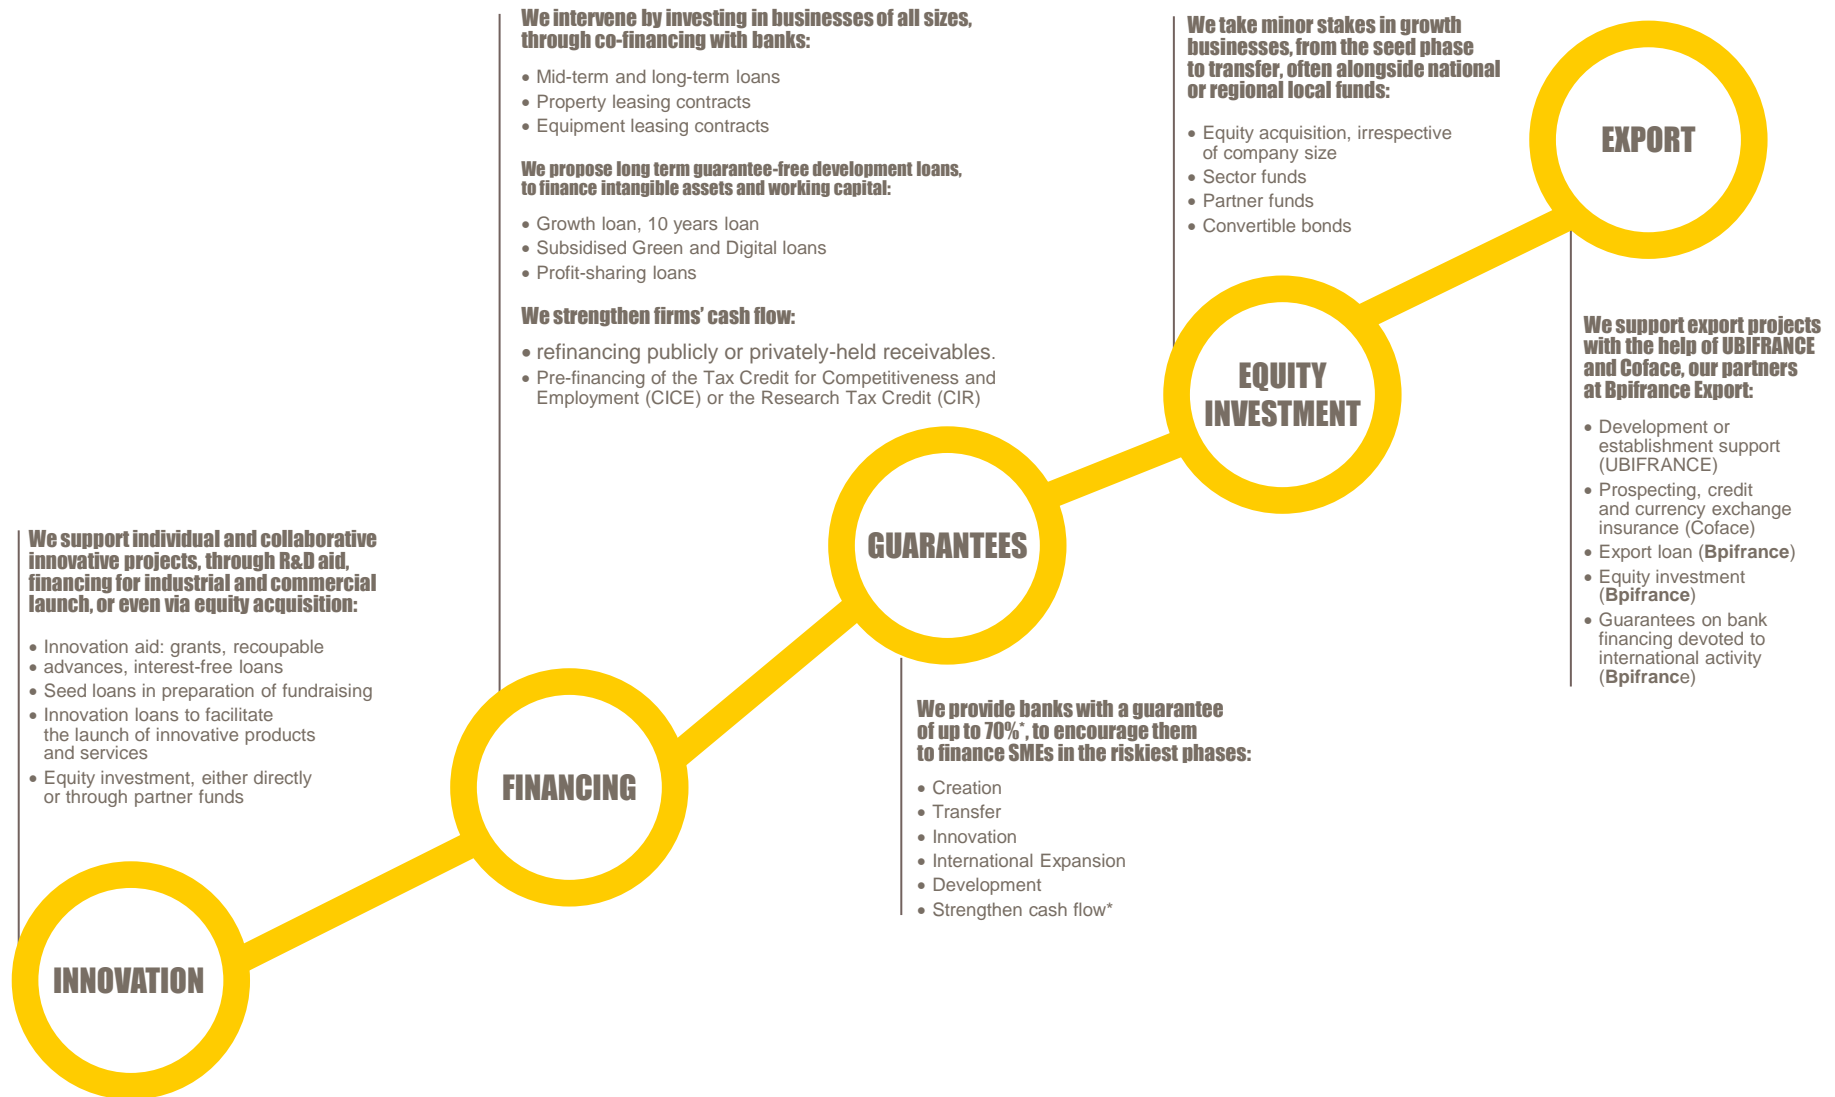 We intervene by investing in businesses of all sizes,
through co-financing with banks:
• Mid-term and long-term loans
• Property leasing contracts
• Equipment leasing contracts
We propose long term guarantee-free development loans,
to finance intangible assets and working capital:
• Growth loan, 10 years loan
• Subsidised Green and Digital loans
• Profit-sharing loans
We strengthen firms' cash flow:
• refinancing publicly or privately-held receivables.
• Pre-financing of the Tax Credit for Competitiveness and
Employment (CICE) or the Research Tax Credit (CIR)
We take minor stakes in growth
businesses, from the seed phase
to transfer, often alongside national
or regional local funds:
• Equity acquisition, irrespective
of company size
• Sector funds
• Partner funds
• Convertible bonds
EXPORT
We support export projects
with the help of UBIFRANCE
and Coface, our partners
at Bpifrance Export:
• Development or
establishment support
(UBIFRANCE)
• Prospecting, credit
and currency exchange
insurance (Coface)
• Export loan (Bpifrance)
• Equity investment
(Bpifrance)
• Guarantees on bank
financing devoted to
international activity
(Bpifrance)
EQUITY
INVESTMENT
GUARANTEES
We provide banks with a guarantee
of up to 70%*, to encourage them
to finance SMEs in the riskiest phases:
• Creation
• Transfer
• Innovation
• International Expansion
• Development
• Strengthen cash flow*
We support individual and collaborative
innovative projects, through R&D aid,
financing for industrial and commercial
launch, or even via equity acquisition:
• Innovation aid: grants, recoupable
• advances, interest-free loans
• Seed loans in preparation of fundraising
• Innovation loans to facilitate
the launch of innovative products
and services
• Equity investment, either directly
or through partner funds
FINANCING
INNOVATION